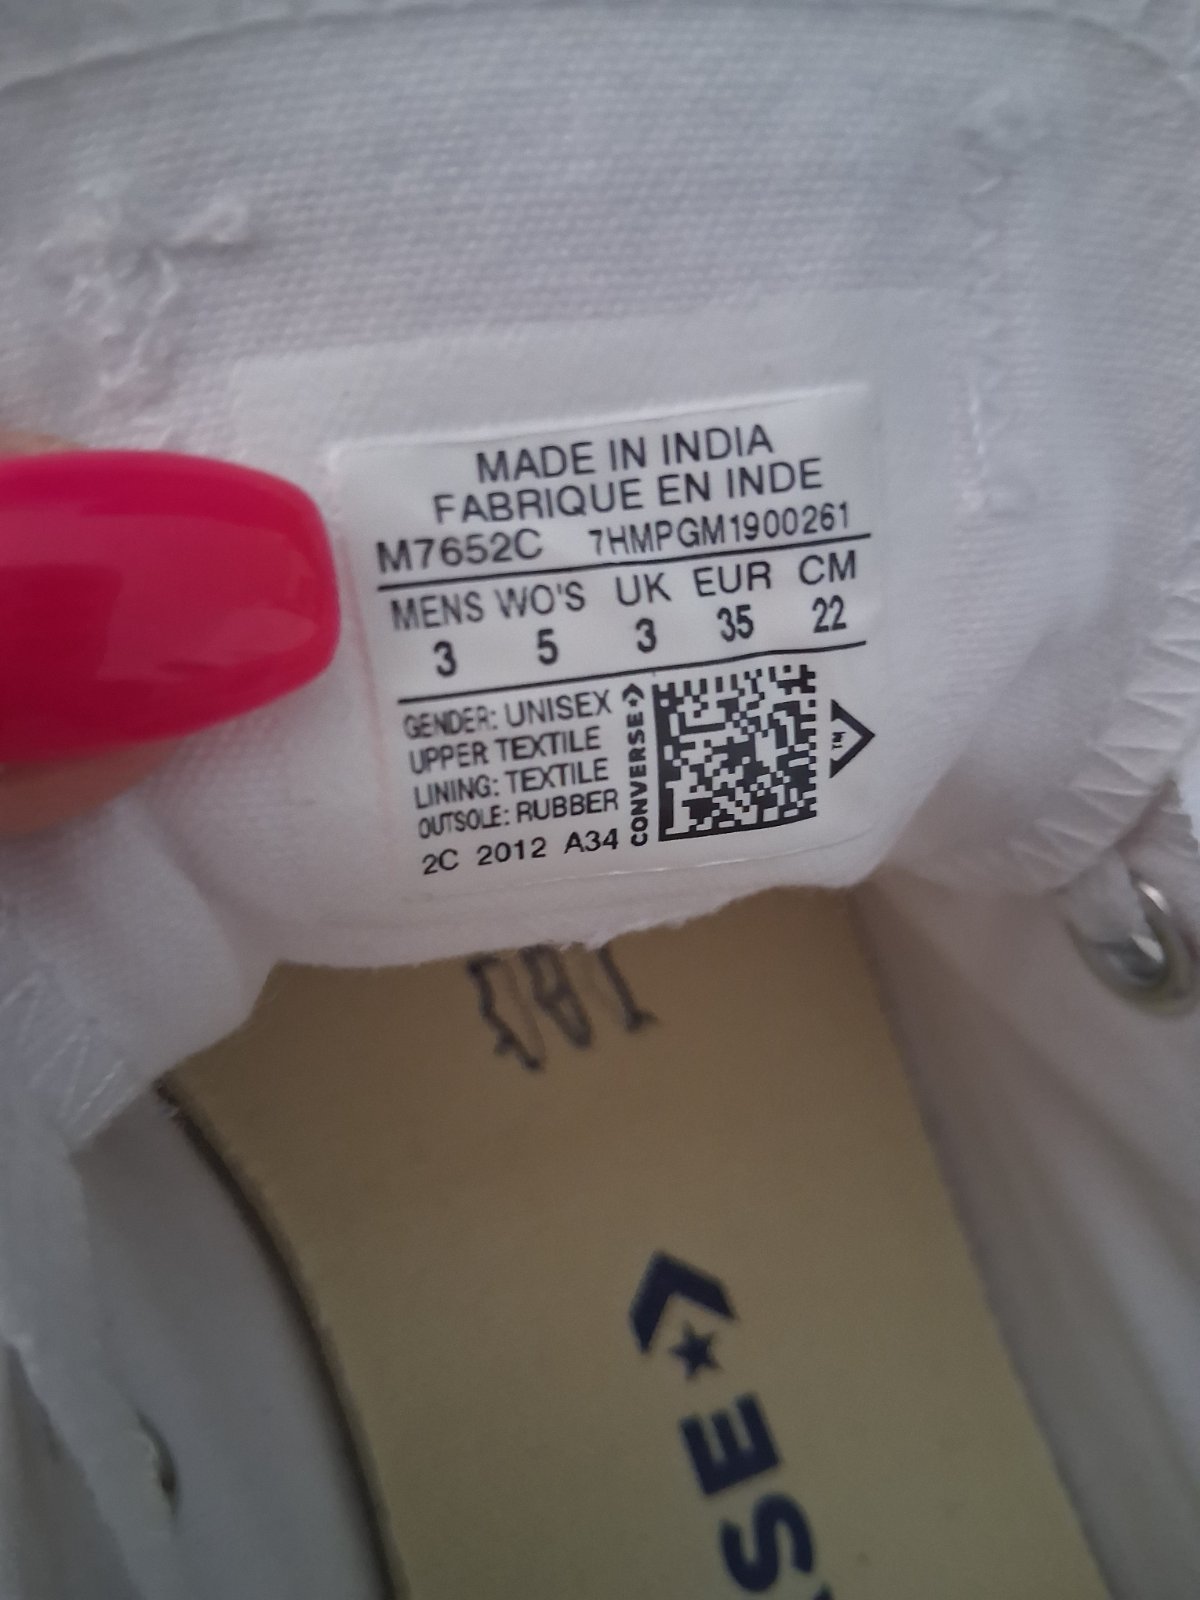 MADE IN INDIA
FABRIQUE EN INDE
M7652C 7HMPGM1900261
MENS WO'S UK EUR CM
3 5 3 35 22
GENDER: UNISEX
UPPER TEXTILE
LINING: TEXTILE
OUTSOLE: RUBBER
2C 2012 A34
CONVERSE